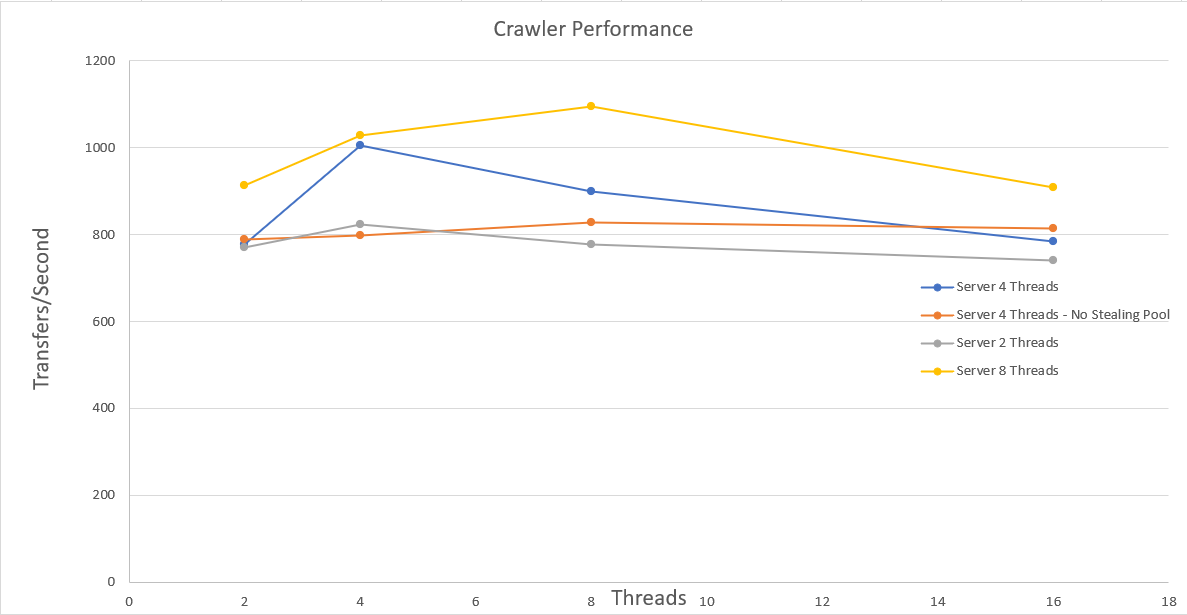 Crawler Performance
1200
1000
800
600
400
200
0
Transfers/Second
Server 4 Threads
Server 4 Threads - No Stealing Pool
Server 2 Threads
Server 8 Threads
0 2 4 6 8 10 12 14 16 18
Threads